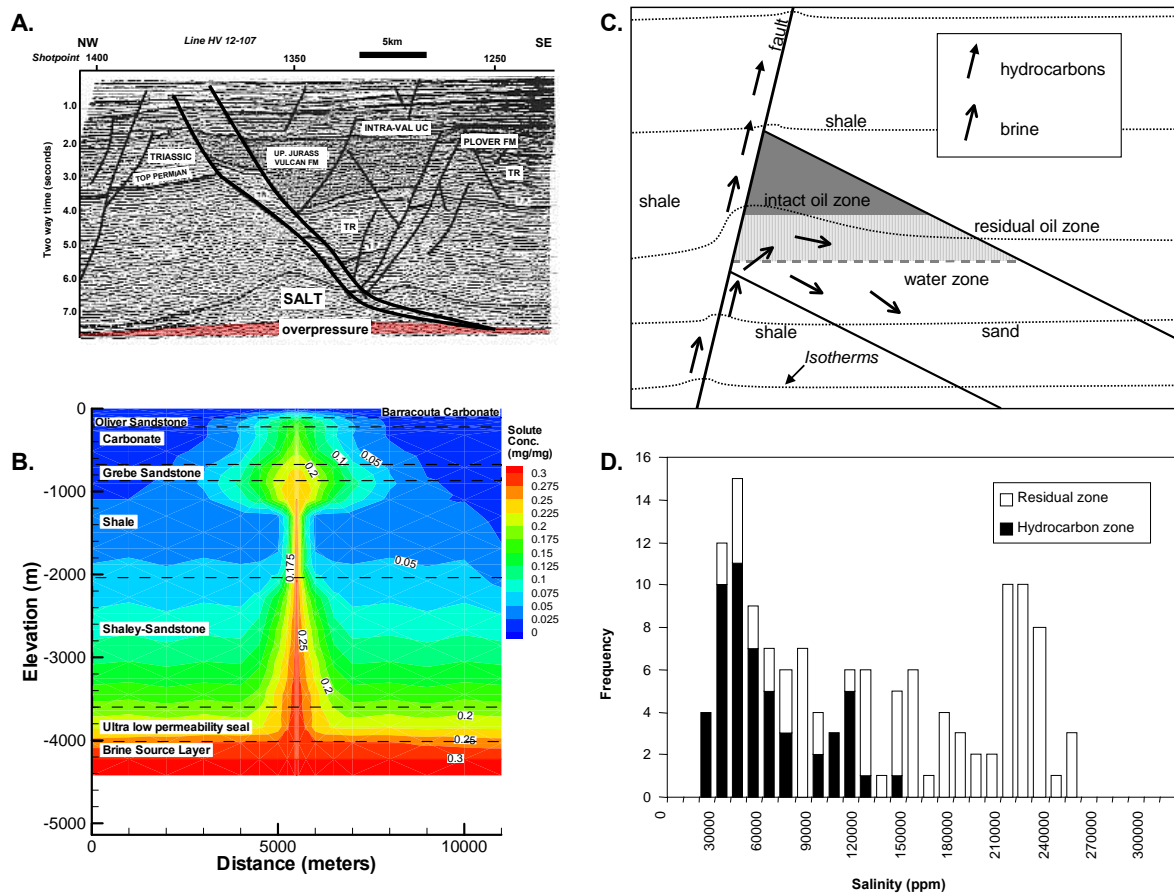 A.
NW
Line HV 12-107
5km
SE
Shotpoint
1400
1350
1250
Two way time (seconds)
1.0
2.0
3.0
4.0
5.0
6.0
7.0
INTRA-VAL UC
PLOVER FM
TRIASSIC
UP. JURASS
VULCAN FM
TR
TOP PERMIAN
TR
SALT
overpressure
B.
Elevation (m)
0
-1000
-2000
-3000
-4000
-5000
Barracouta Carbonate
Oliver Sandstone
Carbonate
Grebe Sandstone
Shale
Shaley-Sandstone
Ultra low permeability seal
Brine Source Layer
0.2
0.1
0.05
0.175
0.05
0.25
0.2
0.2
0.25
0.3
Solute
Conc.
(mg/mg)
0.3
0.275
0.25
0.225
0.2
0.175
0.15
0.125
0.1
0.075
0.05
0.025
0
0
5000
10000
Distance (meters)
C.
fault
hydrocarbons
brine
shale
shale
intact oil zone
residual oil zone
water zone
shale
sand
Isotherms
D.
Frequency
16
14
12
10
8
6
4
2
0
Residual zone
Hydrocarbon zone
0
30000
60000
90000
120000
150000
180000
210000
240000
270000
300000
Salinity (ppm)